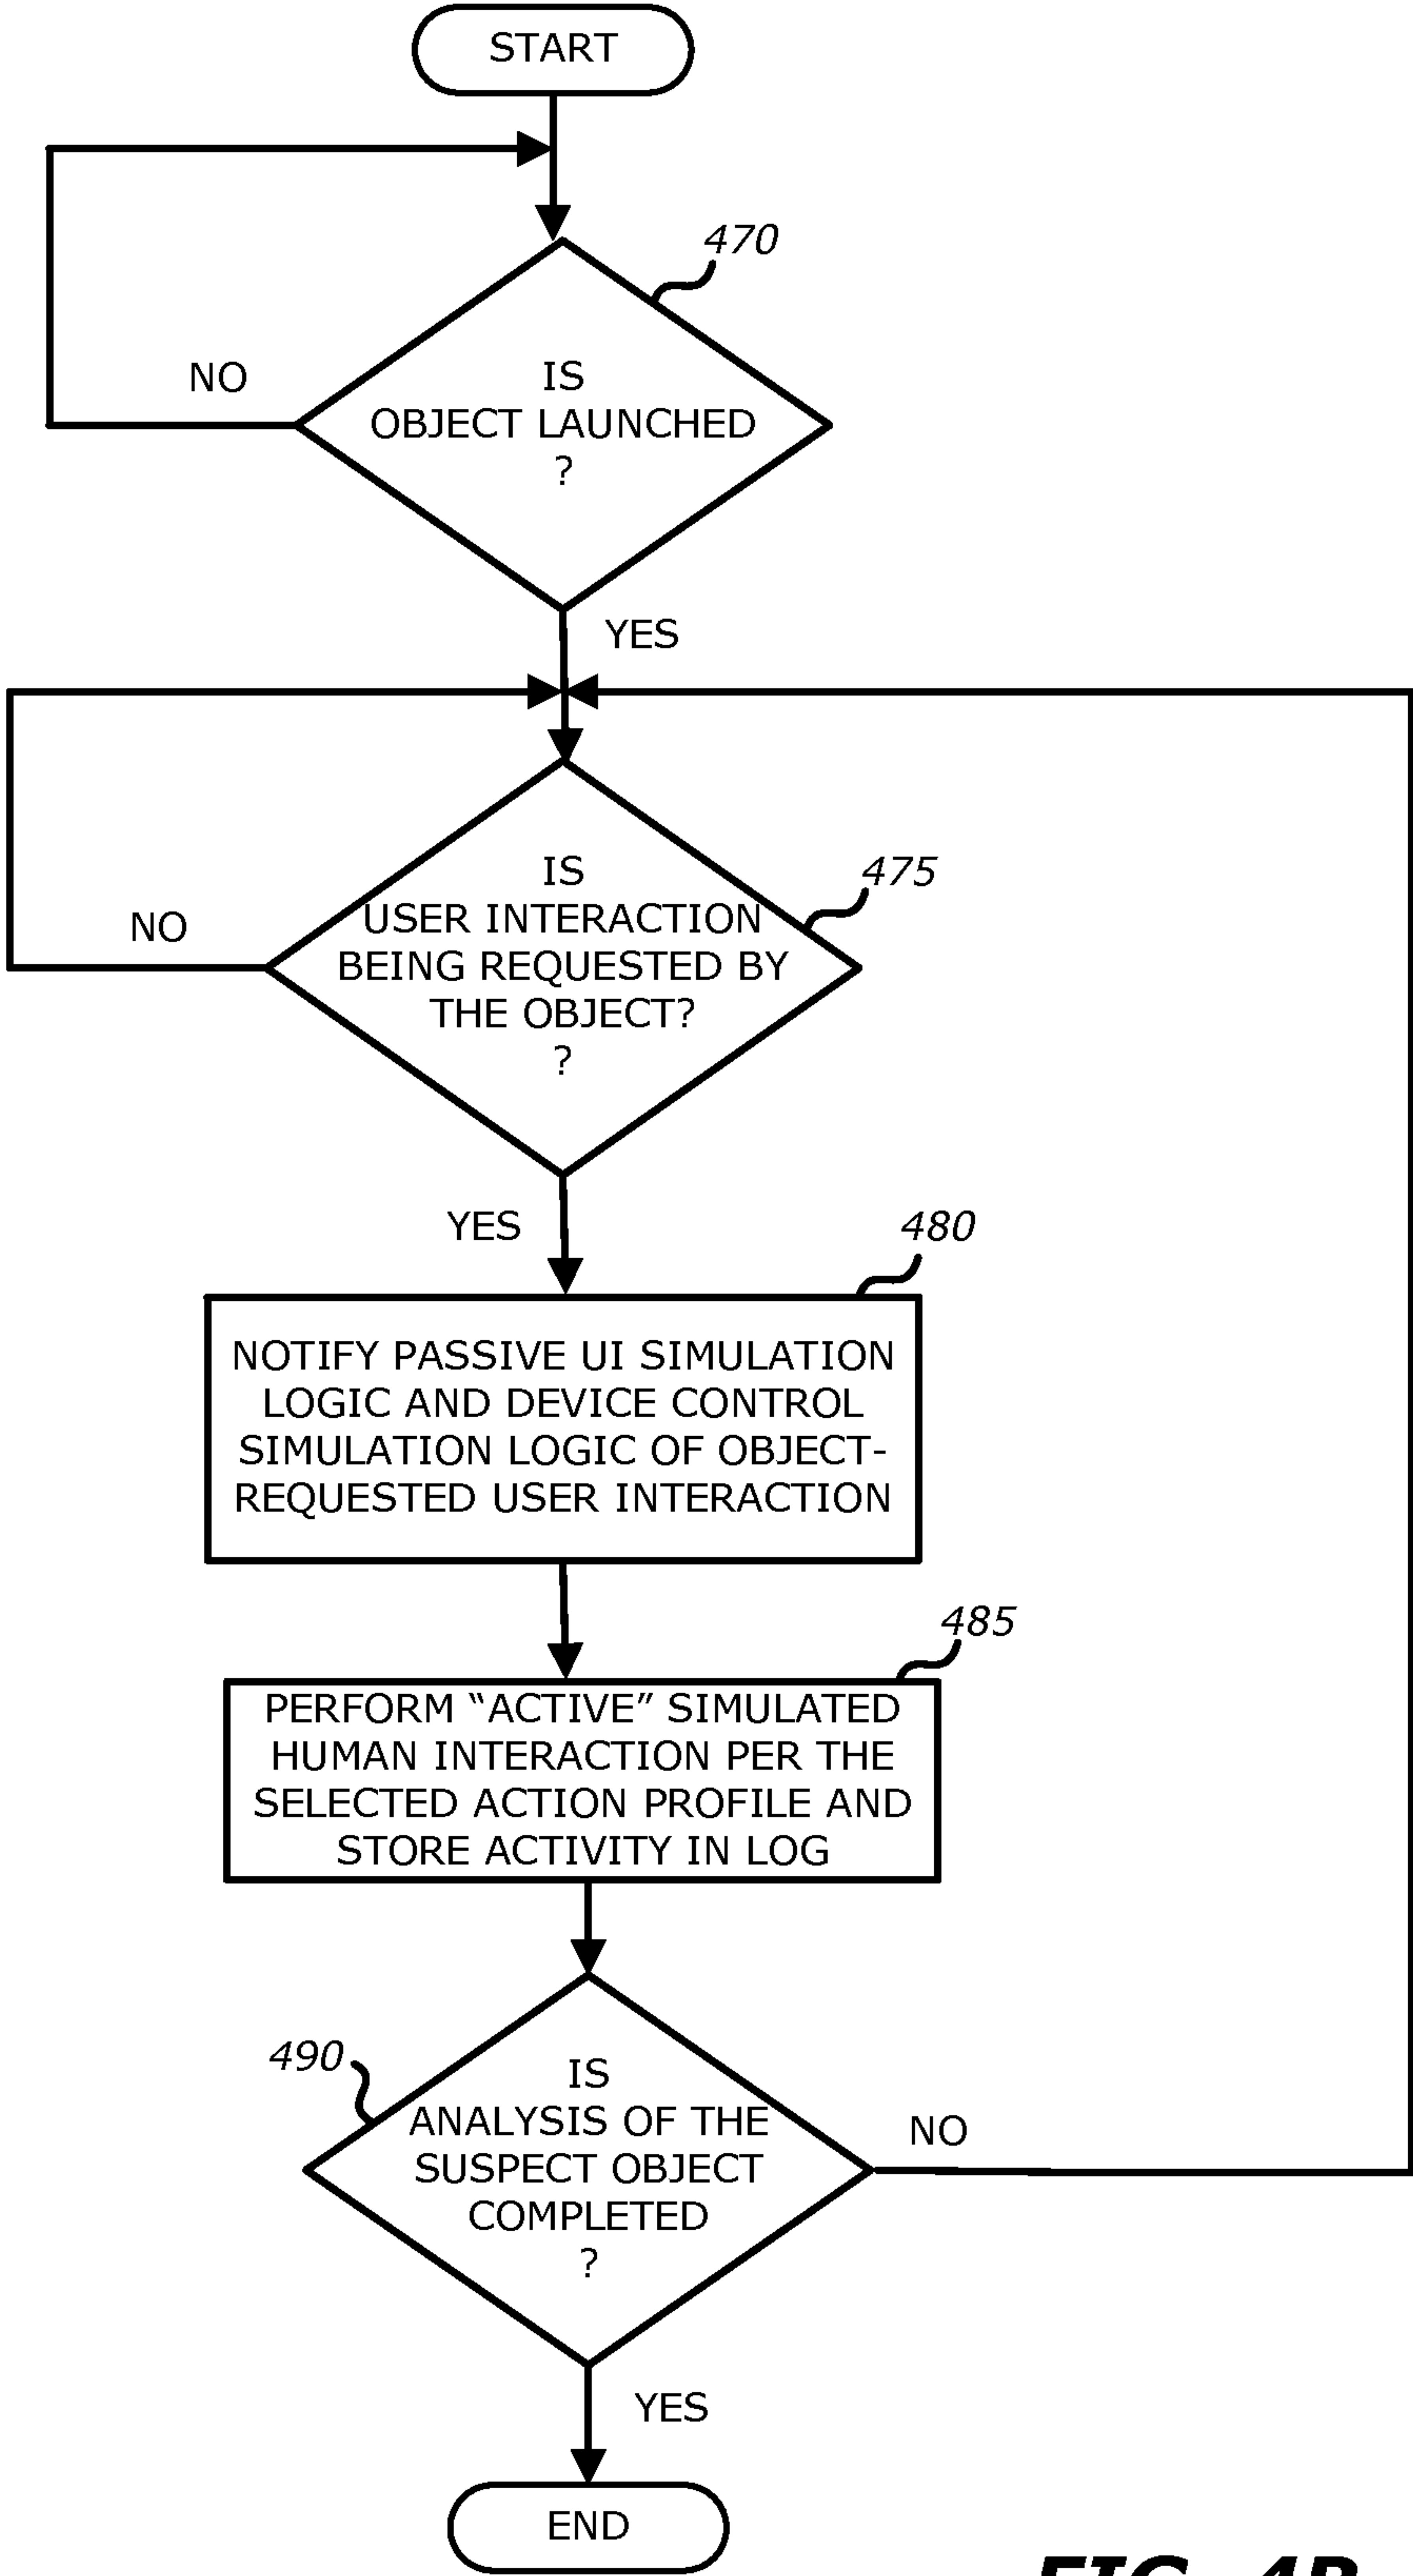 START
470
IS
OBJECT LAUNCHED
?
NO
YES
475
IS
USER INTERACTION
BEING REQUESTED BY
THE OBJECT?
?
NO
YES
480
NOTIFY PASSIVE UI SIMULATION
LOGIC AND DEVICE CONTROL
SIMULATION LOGIC OF OBJECT-
REQUESTED USER INTERACTION
485
PERFORM “ACTIVE” SIMULATED
HUMAN INTERACTION PER THE
SELECTED ACTION PROFILE AND
STORE ACTIVITY IN LOG
490
IS
ANALYSIS OF THE
SUSPECT OBJECT
COMPLETED
?
NO
YES
END
FIG. 4B